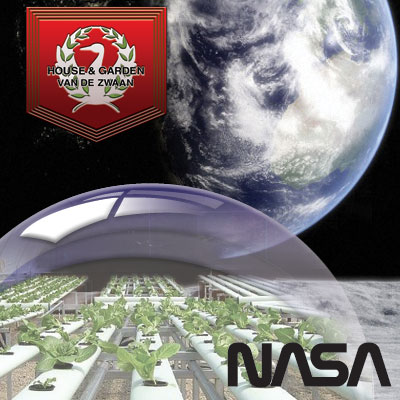 HOUSE & GARDEN
VAN DE ZWAAN
NASA